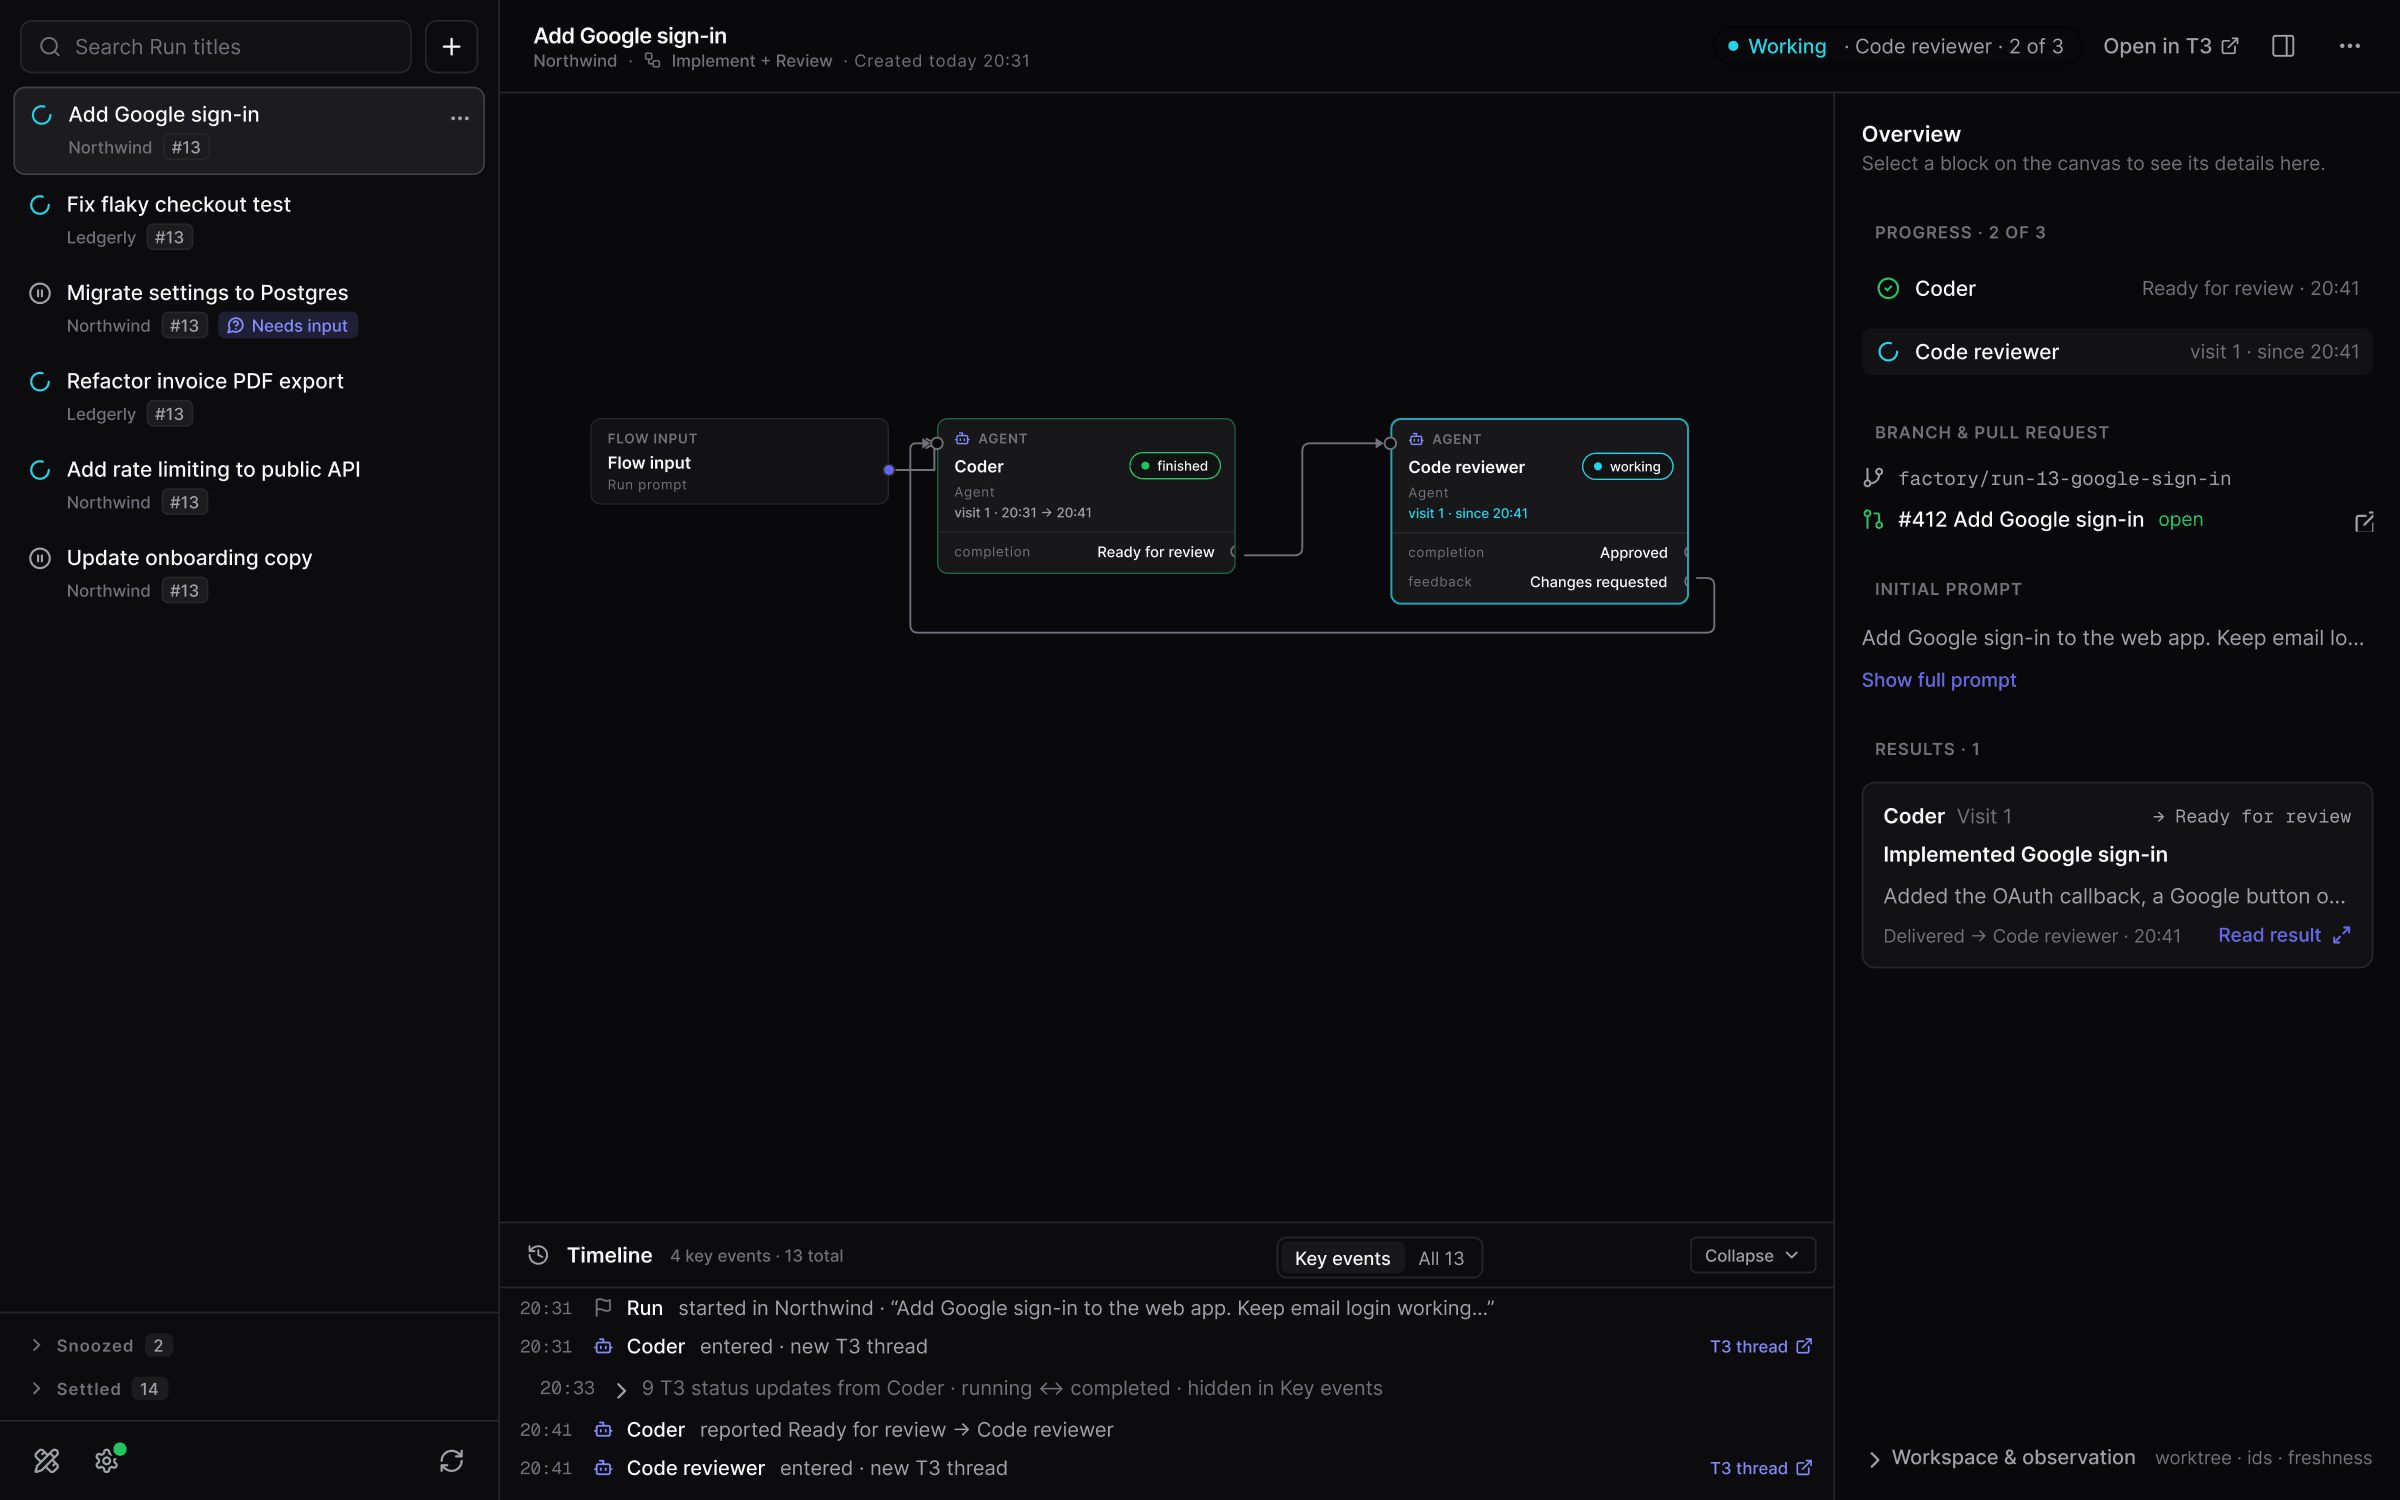 Search Run titles
Add Google sign-in
Northwind #13
Fix flaky checkout test
Ledgerly #13
Migrate settings to Postgres
Northwind #13 Needs input
Refactor invoice PDF export
Ledgerly #13
Add rate limiting to public API
Northwind #13
Update onboarding copy
Northwind #13
Snoozed 2
Settled 14
Add Google sign-in
Northwind · Implement + Review · Created today 20:31
Working · Code reviewer · 2 of 3
Open in T3
FLOW INPUT
Flow input
Run prompt
AGENT
Coder
finished
Agent
visit 1 · 20:31 → 20:41
completion Ready for review
AGENT
Code reviewer
working
Agent
visit 1 · since 20:41
completion Approved
feedback Changes requested
Timeline 4 key events · 13 total
Key events All 13
Collapse
20:31 Run started in Northwind · “Add Google sign-in to the web app. Keep email login working...”
20:31 Coder entered · new T3 thread T3 thread
20:33 9 T3 status updates from Coder · running ↔ completed · hidden in Key events
20:41 Coder reported Ready for review → Code reviewer
20:41 Code reviewer entered · new T3 thread T3 thread
Overview
Select a block on the canvas to see its details here.
PROGRESS · 2 OF 3
Coder Ready for review · 20:41
Code reviewer visit 1 · since 20:41
BRANCH & PULL REQUEST
factory/run-13-google-sign-in
#412 Add Google sign-in open
INITIAL PROMPT
Add Google sign-in to the web app. Keep email lo...
Show full prompt
RESULTS · 1
Coder Visit 1 → Ready for review
Implemented Google sign-in
Added the OAuth callback, a Google button o...
Delivered → Code reviewer · 20:41 Read result
Workspace & observation worktree · ids · freshness